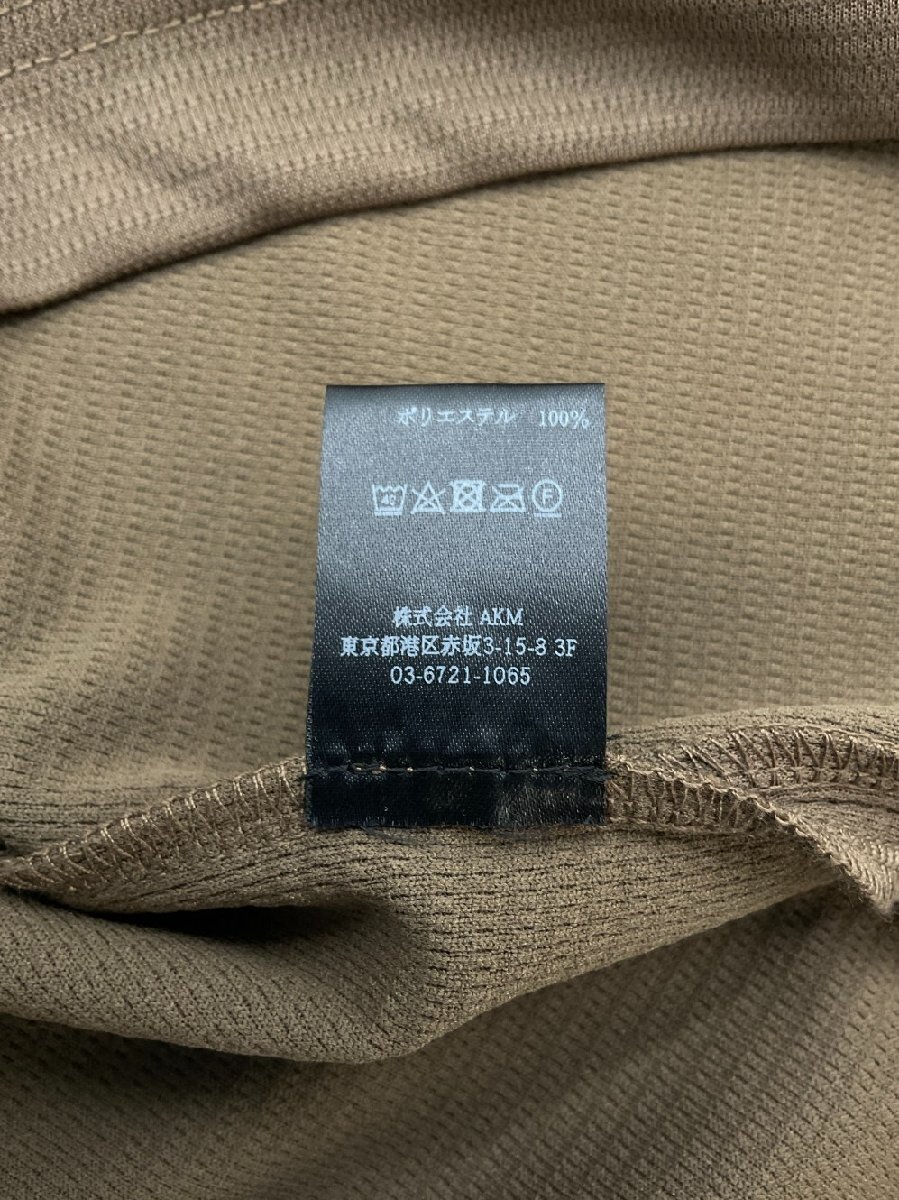 ポリエステル 100%
40
F
株式会社 AKM
東京都港区赤坂3-15-8 3F
03-6721-1065